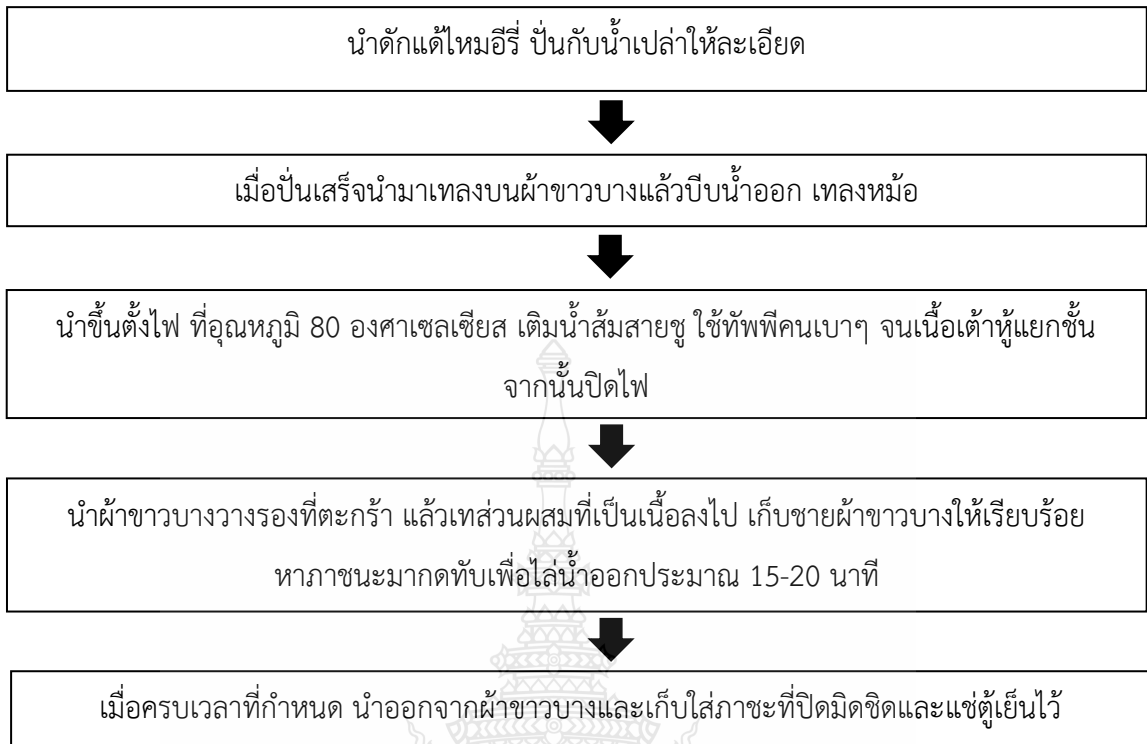 นำดักแด้ไหมอีรี่ ปั่นกับน้ำเปล่าให้ละเอียด
เมื่อปั่นเสร็จนำมาเทลงบนผ้าขาวบางแล้วบีบน้ำออก เทลงหม้อ
นำขึ้นตั้งไฟ ที่อุณหภูมิ 80 องศาเซลเซียส เติมน้ำส้มสายชู ใช้ทัพพีคนเบาๆ จนเนื้อเต้าหู้แยกชั้น
จากนั้นปิดไฟ
นำผ้าขาวบางวางรองที่ตะกร้า แล้วเทส่วนผสมที่เป็นเนื้อลงไป เก็บชายผ้าขาวบางให้เรียบร้อย
หาภาชนะมากดทับเพื่อไล่น้ำออกประมาณ 15-20 นาที
เมื่อครบเวลาที่กำหนด นำออกจากผ้าขาวบางและเก็บใส่ภาชะที่ปิดมิดชิดและแช่ตู้เย็นไว้